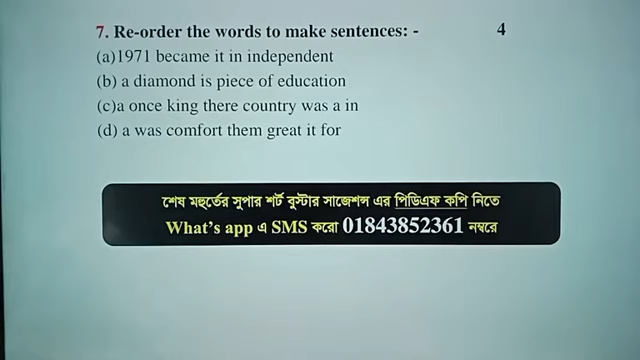 7. Re-order the words to make sentences: - 4
(a)1971 became it in independent
(b) a diamond is piece of education
(c)a once king there country was a in
(d) a was comfort them great it for
শেষ মহুর্তের সুপার শর্ট বুস্টার সাজেশন্স এর পিডিএফ কপি নিতে
What's app এ SMS করো 01843852361 নম্বরে